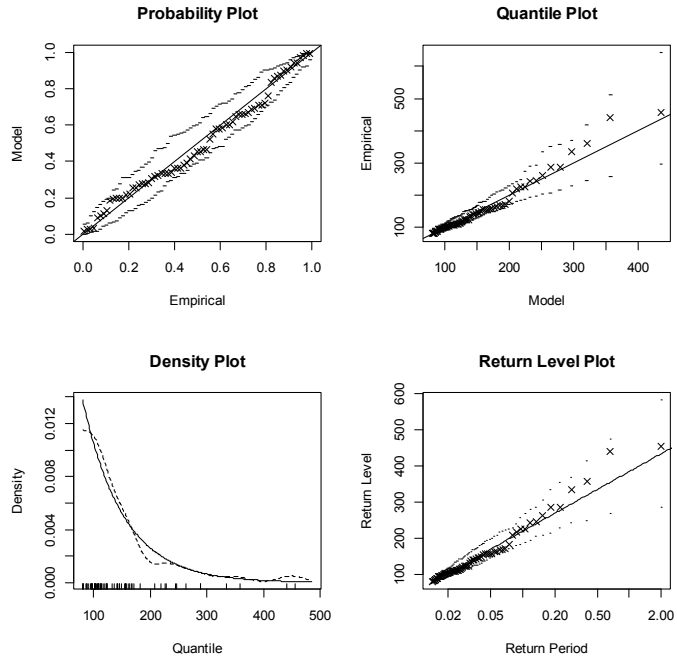 Probability Plot
Model
0.0 0.2 0.4 0.6 0.8 1.0
0.0 0.2 0.4 0.6 0.8 1.0
Empirical
Quantile Plot
Empirical
100 300 500
100 200 300 400
Model
Density Plot
Density
0.000 0.004 0.008 0.012
100 200 300 400 500
Quantile
Return Level Plot
Return Level
100 200 300 400 500 600
0.02 0.05 0.20 0.50 2.00
Return Period